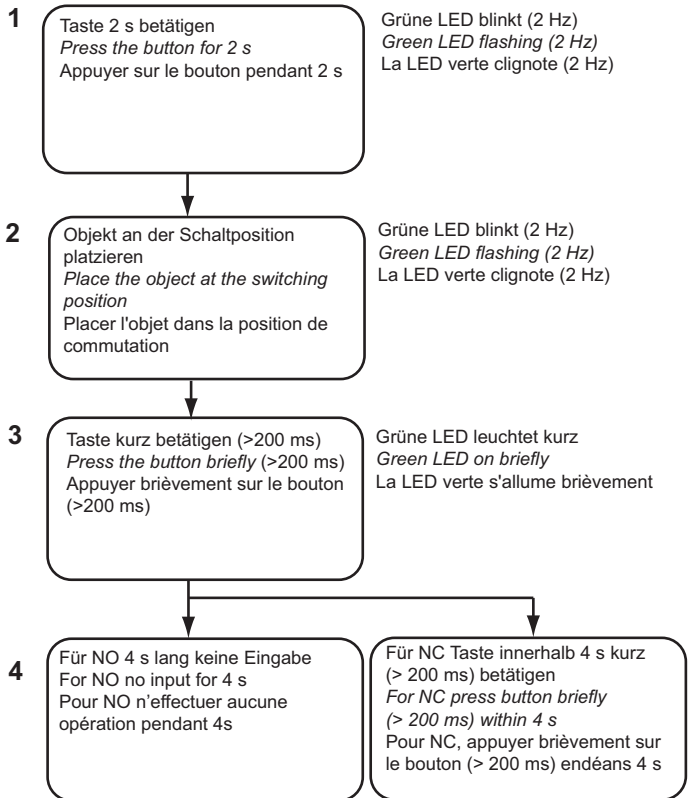 1
Taste 2 s betätigen
Press the button for 2 s
Appuyer sur le bouton pendant 2 s
Grüne LED blinkt (2 Hz)
Green LED flashing (2 Hz)
La LED verte clignote (2 Hz)
2
Objekt an der Schaltposition
platzieren
Place the object at the switching
position
Placer l'objet dans la position de
commutation
Grüne LED blinkt (2 Hz)
Green LED flashing (2 Hz)
La LED verte clignote (2 Hz)
3
Taste kurz betätigen (>200 ms)
Press the button briefly (>200 ms)
Appuyer brièvement sur le bouton
(>200 ms)
Grüne LED leuchtet kurz
Green LED on briefly
La LED verte s'allume brièvement
4
Für NO 4 s lang keine Eingabe
For NO no input for 4 s
Pour NO n’effectuer aucune
opération pendant 4s
Für NC Taste innerhalb 4 s kurz
(> 200 ms) betätigen
For NC press button briefly
(> 200 ms) within 4 s
Pour NC, appuyer brièvement sur
le bouton (> 200 ms) endéans 4 s